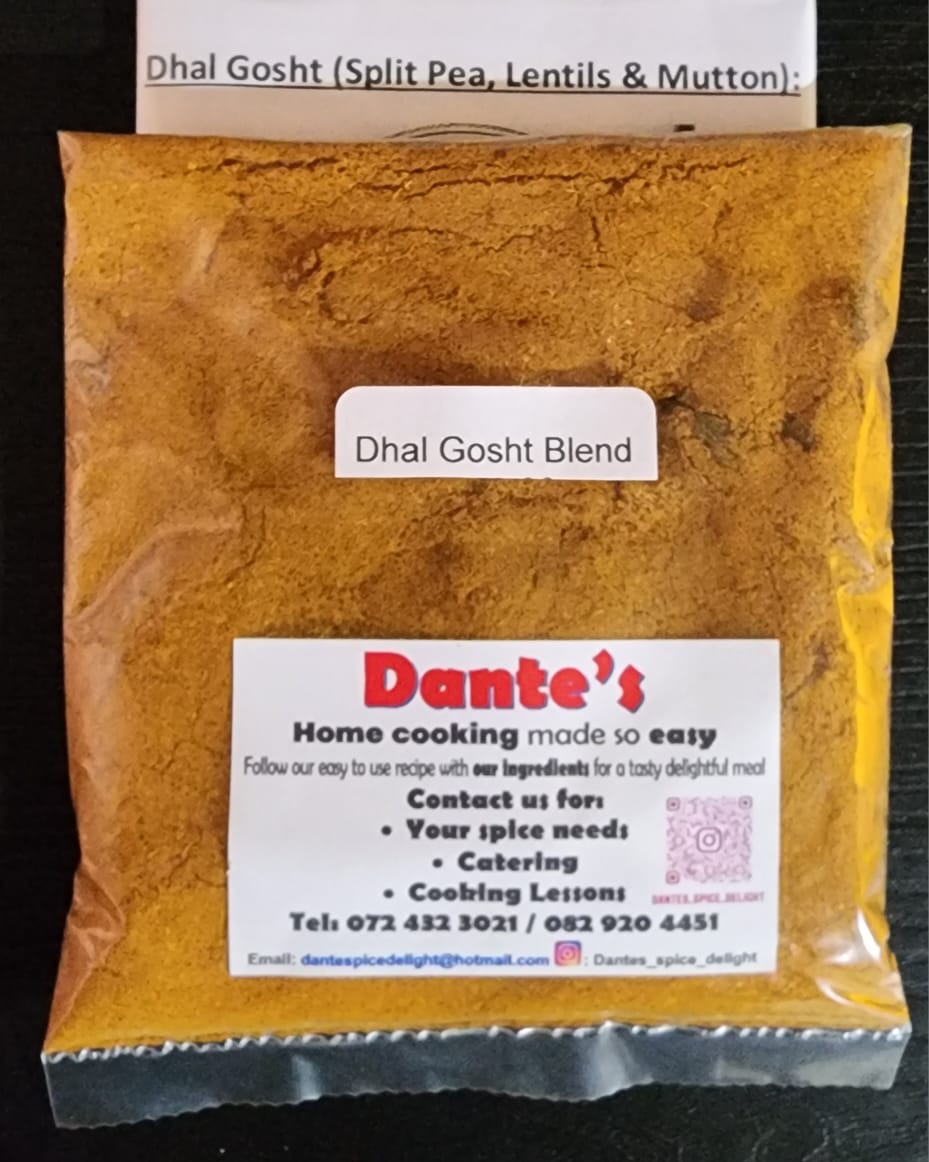 Dhal Gosht (Split Pea, Lentils & Mutton):
Dhal Gosht Blend
Dante's
Home cooking made so easy
Follow our easy to use recipe with our ingredients for a tasty delightful meal
Contact us for:
• Your spice needs
• Catering
• Cooking Lessons
DANTES_SPICE_DELIGHT
Tel: 072 432 3021 / 082 920 4451
Email: dantespicedelight@hotmail.com : Dantes_spice_delight